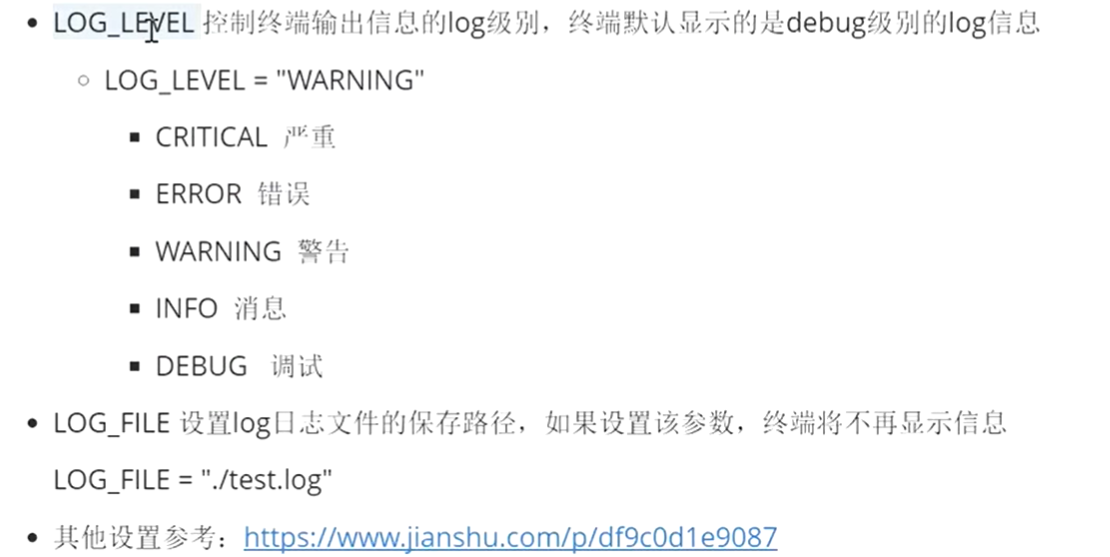 LOG_LEVEL 控制终端输出信息的log级别，终端默认显示的是debug级别的log信息
LOG_LEVEL = "WARNING"
CRITICAL 严重
ERROR 错误
WARNING 警告
INFO 消息
DEBUG 调试
LOG_FILE 设置log日志文件的保存路径，如果设置该参数，终端将不再显示信息
LOG_FILE = "./test.log"
其他设置参考：https://www.jianshu.com/p/df9c0d1e9087